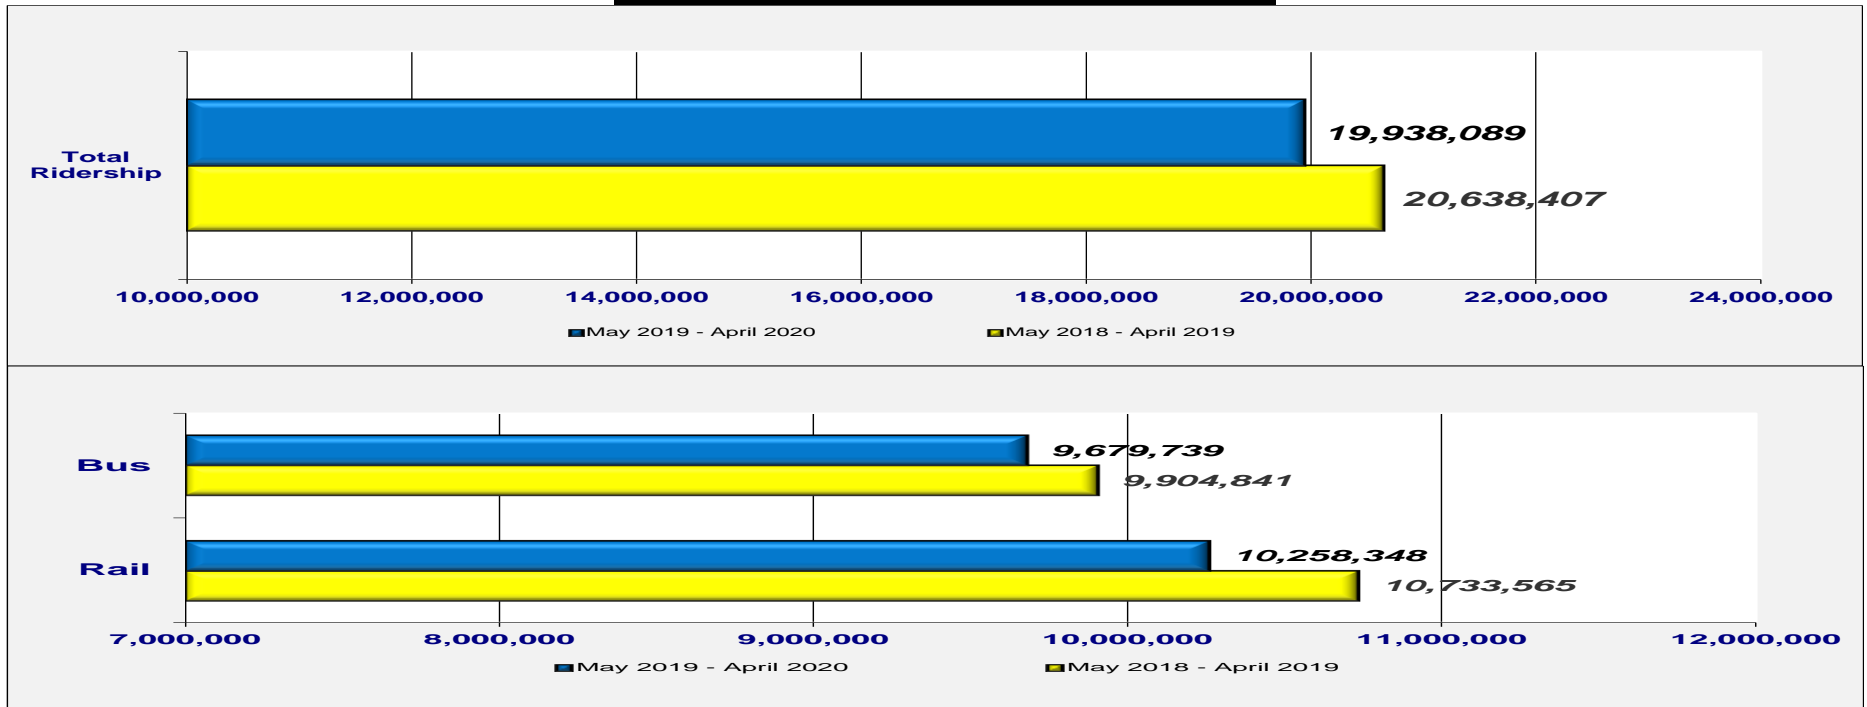 19,938,089
Total
Ridership
20,638,407
10,000,000 12,000,000 14,000,000 16,000,000 18,000,000 20,000,000 22,000,000 24,000,000
May 2019 - April 2020 May 2018 - April 2019
9,679,739
Bus
9,904,841
10,258,348
Rail
10,733,565
7,000,000 8,000,000 9,000,000 10,000,000 11,000,000 12,000,000
May 2019 - April 2020 May 2018 - April 2019